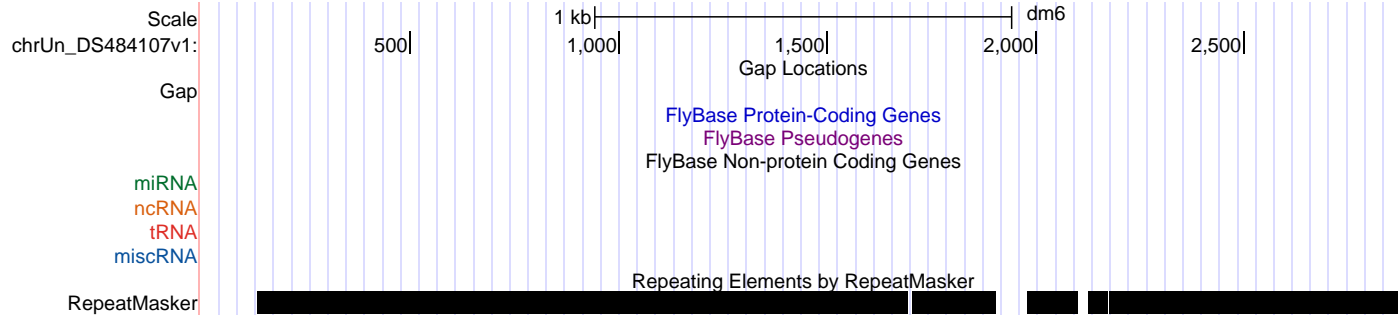 Scale 1 kb dm6
chrUn_DS484107v1: 500 1,000 1,500 2,000 2,500
Gap Locations
Gap
FlyBase Protein-Coding Genes
FlyBase Pseudogenes
FlyBase Non-protein Coding Genes
miRNA
ncRNA
tRNA
miscRNA
Repeating Elements by RepeatMasker
RepeatMasker